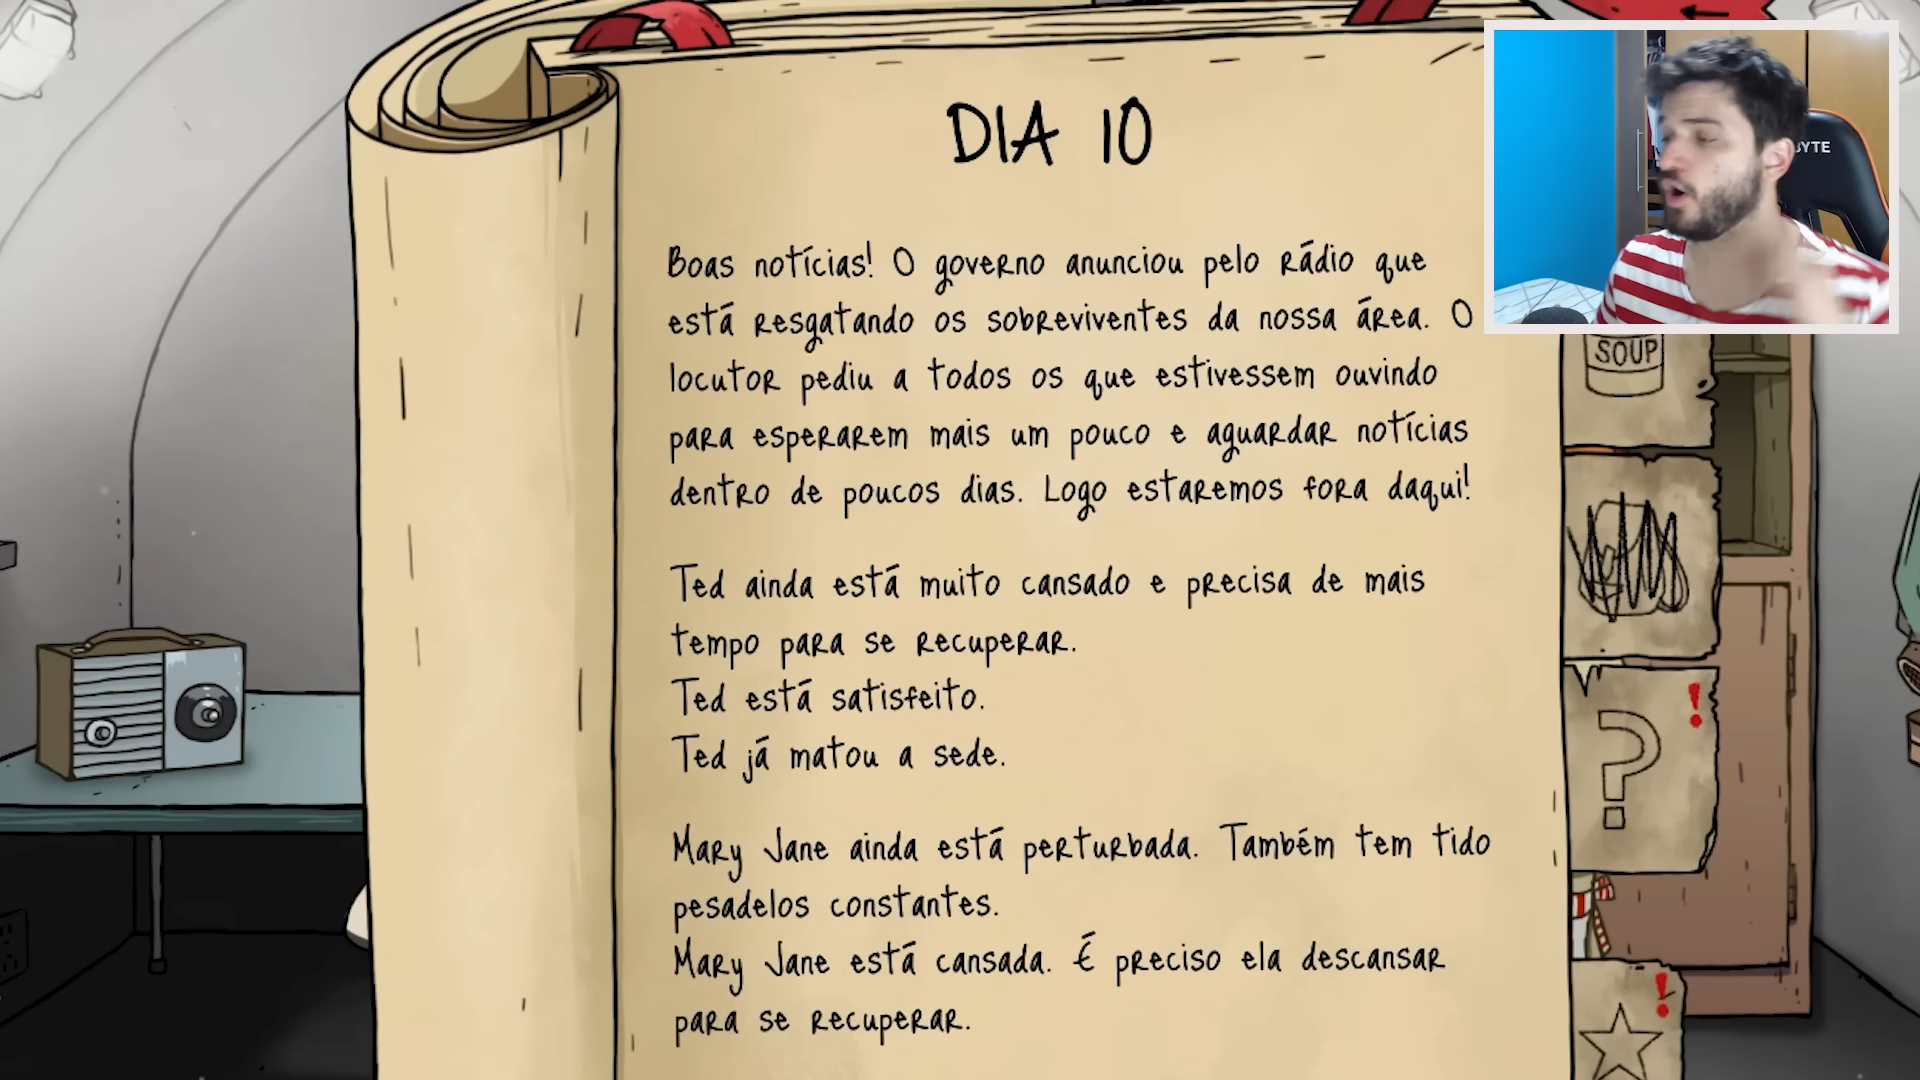 DIA 10
Boas notícias! O governo anunciou pelo rádio que
está resgatando os sobreviventes da nossa área. O
locutor pediu a todos os que estivessem ouvindo
para esperarem mais um pouco e aguardar notícias
dentro de poucos dias. Logo estaremos fora daqui!
Ted ainda está muito cansado e precisa de mais
tempo para se recuperar.
Ted está satisfeito.
Ted já matou a sede.
Mary Jane ainda está perturbada. Também tem tido
pesadelos constantes.
Mary Jane está cansada. É preciso ela descansar
para se recuperar.
BYTE
SOUP
?
!
!